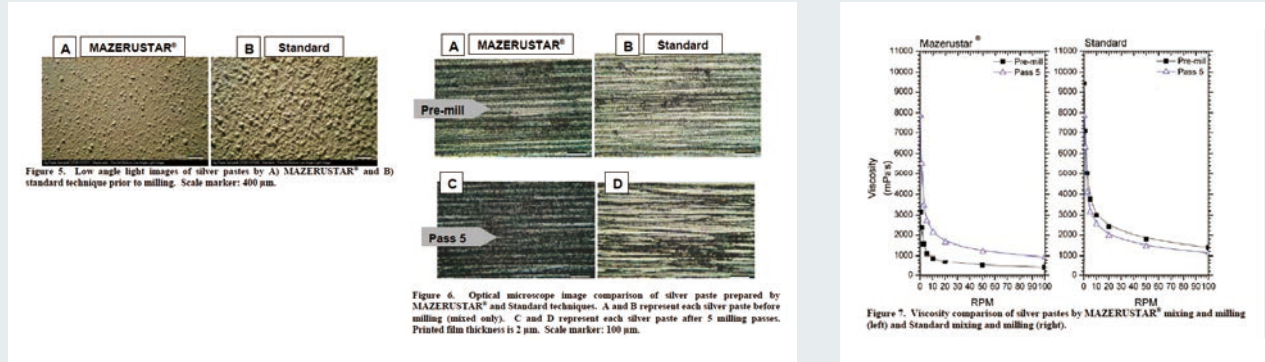 A MAZERUSTAR®
B Standard
Figure 5. Low angle light images of silver pastes by A) MAZERUSTAR® and B)
standard technique prior to milling. Scale marker: 400 µm.
A MAZERUSTAR®
B Standard
Pre-mill
C
D
Pass 5
Figure 6. Optical microscope image comparison of silver paste prepared by
MAZERUSTAR® and Standard techniques. A and B represent each silver paste before
milling (mixed only). C and D represent each silver paste after 5 milling passes.
Printed film thickness is 2 µm. Scale marker: 100 µm.
Mazerustar ®
Standard
11000
10000
9000
8000
7000
6000
5000
4000
3000
2000
1000
0
Viscosity
(mPa's)
Pre-mill
Pass 5
0 10 20 30 40 50 60 70 80 90 100
RPM
11000
10000
9000
8000
7000
6000
5000
4000
3000
2000
1000
0
Pre-mill
Pass 5
0 10 20 30 40 50 60 70 80 90 100
RPM
Figure 7. Viscosity comparison of silver pastes by MAZERUSTAR® mixing and milling
(left) and Standard mixing and milling (right).